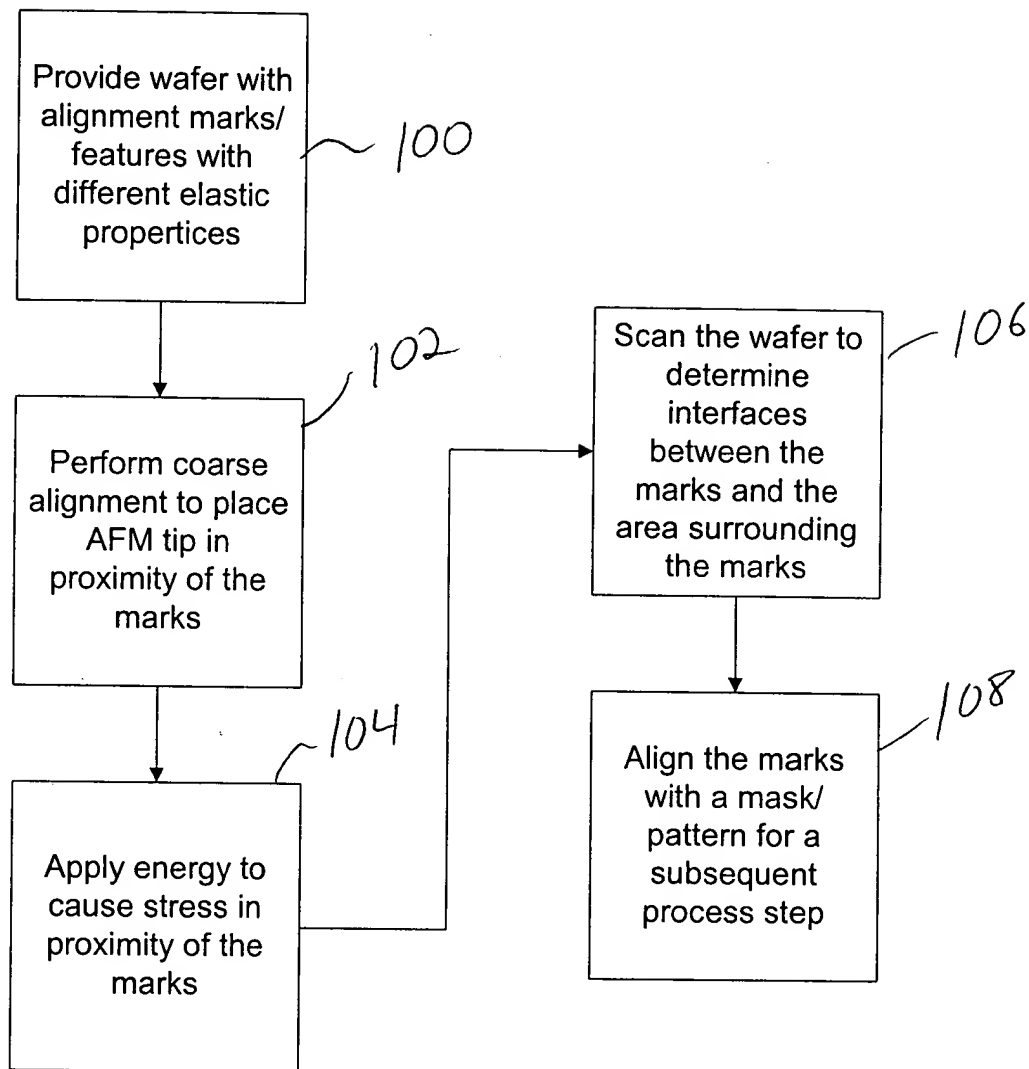 Provide wafer with
alignment marks/
features with
different elastic
propertices
100
Perform coarse
alignment to place
AFM tip in
proximity of the
marks
102
Apply energy to
cause stress in
proximity of the
marks
104
Scan the wafer to
determine
interfaces
between the
marks and the
area surrounding
the marks
106
Align the marks
with a mask/
pattern for a
subsequent
process step
108